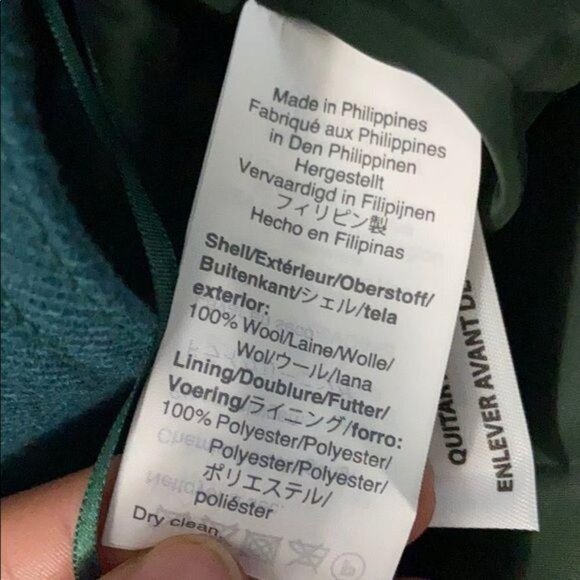 Made in Philippines
Fabriqué aux Philippines
in Den Philippinen
Hergestellt
Vervaardigd in Filipijnen
フィリピン製
Hecho en Filipinas
Shell/Extérieur/Oberstoff/
Buitenkant/シェル/tela
exterior:
100% Wool/Laine/Wolle/
Wol/ウール/lana
Lining/Doublure/Futter/
Voering/ライニング/forro:
100% Polyester/Polyester/
Polyester/Polyester/
ポリエステル/
poliéster
Dry clean.
ENLEVER AVANT